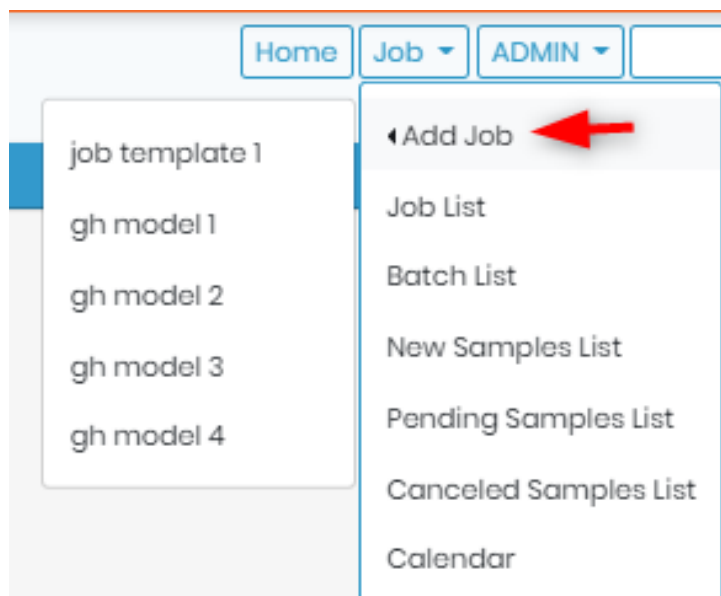 Home
Job
ADMIN
Add Job
Job List
Batch List
New Samples List
Pending Samples List
Canceled Samples List
Calendar
job template 1
gh model 1
gh model 2
gh model 3
gh model 4